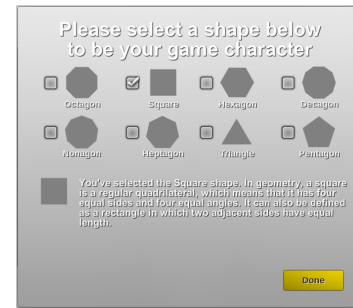 Please select a shape below
to be your game character
Octagon Square Hexagon Decagon
Nonagon Heptagon Triangle Pentagon
You've selected the Square shape. In geometry, a square
is a regular quadrilateral, which means that it has four
equal sides and four equal angles. It can also be defined
as a rectangle in which two adjacent sides have equal
length.
Done